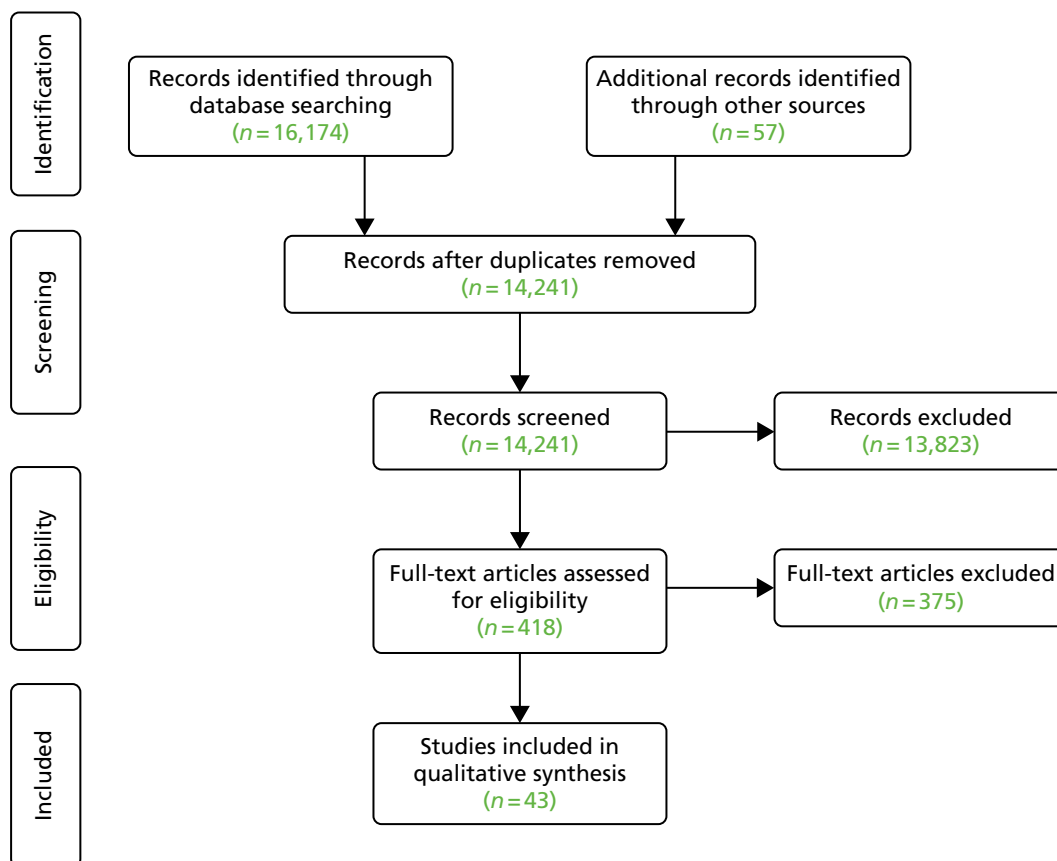 Identification
Records identified through
database searching
(n = 16,174)
Additional records identified
through other sources
(n = 57)
Screening
Records after duplicates removed
(n = 14,241)
Records screened
(n = 14,241)
Records excluded
(n = 13,823)
Eligibility
Full-text articles assessed
for eligibility
(n = 418)
Full-text articles excluded
(n = 375)
Included
Studies included in
qualitative synthesis
(n = 43)